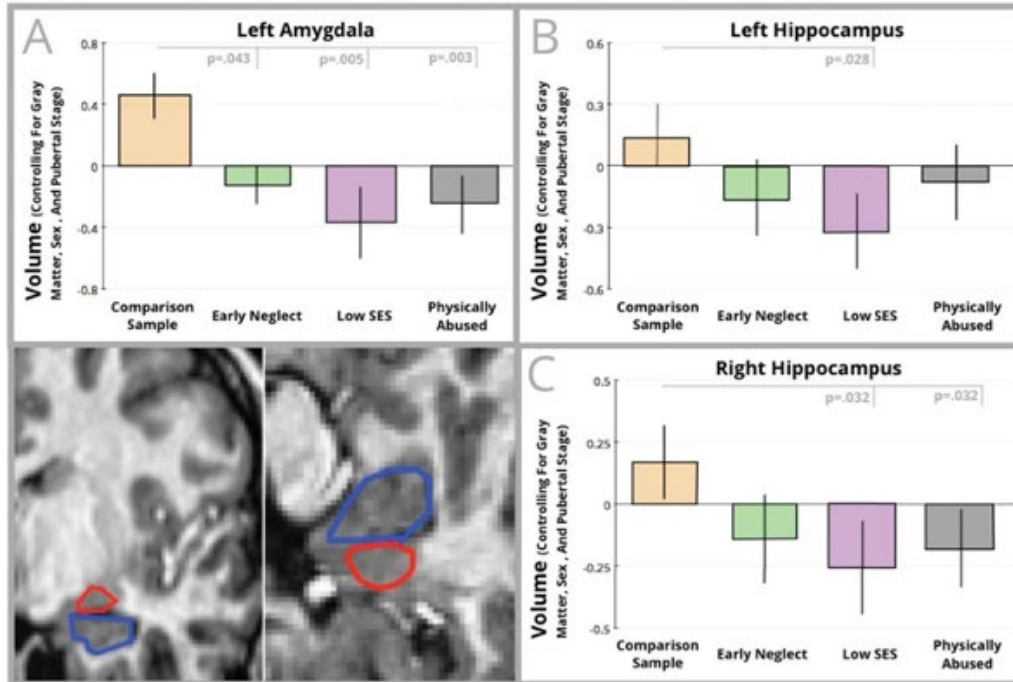 A
Left Amygdala
0.8
0.4
0
-0.4
-0.8
Volume (Controlling For Gray
Matter, Sex , And Pubertal Stage)
p=.043
p=.005
p=.003
Comparison
Sample
Early Neglect
Low SES
Physically
Abused
B
Left Hippocampus
0.6
0.3
0
-0.3
-0.6
Volume (Controlling For Gray
Matter, Sex , And Pubertal Stage)
p=.028
Comparison
Sample
Early Neglect
Low SES
Physically
Abused
C
Right Hippocampus
0.5
0.25
0
-0.25
-0.5
Volume (Controlling For Gray
Matter, Sex , And Pubertal Stage)
p=.032
p=.032
Comparison
Sample
Early Neglect
Low SES
Physically
Abused